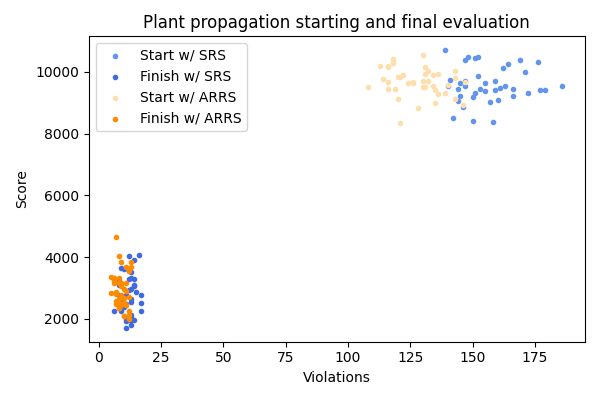 Plant propagation starting and final evaluation
Start w/ SRS
Finish w/ SRS
Start w/ ARRS
Finish w/ ARRS
Score
10000
8000
6000
4000
2000
0 25 50 75 100 125 150 175
Violations